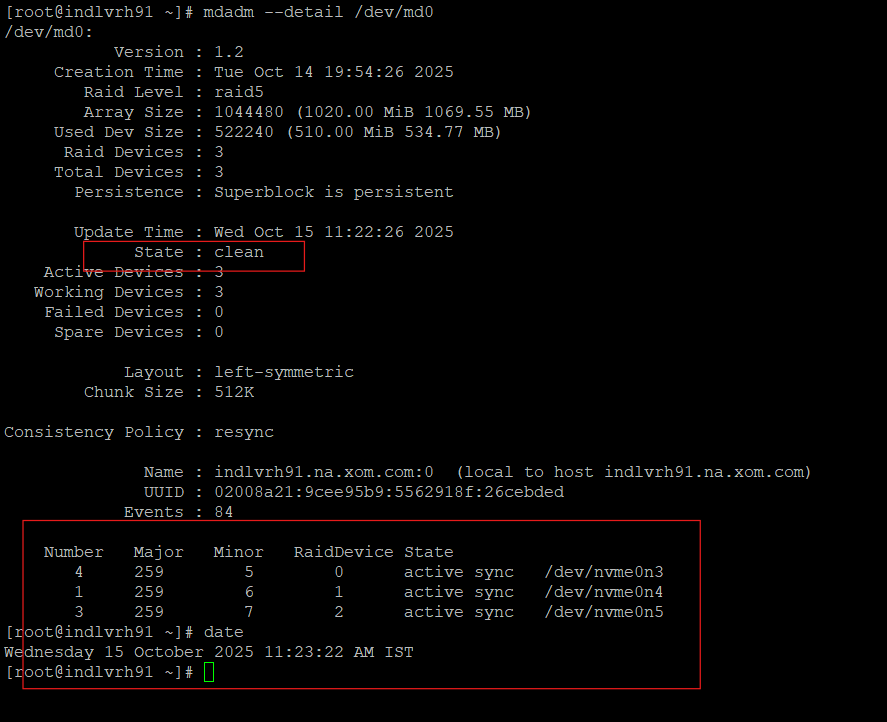 [root@indlvrh91 ~]# mdadm --detail /dev/md0
/dev/md0:
Version : 1.2
Creation Time : Tue Oct 14 19:54:26 2025
Raid Level : raid5
Array Size : 1044480 (1020.00 MiB 1069.55 MB)
Used Dev Size : 522240 (510.00 MiB 534.77 MB)
Raid Devices : 3
Total Devices : 3
Persistence : Superblock is persistent
Update Time : Wed Oct 15 11:22:26 2025
State : clean
Active Devices : 3
Working Devices : 3
Failed Devices : 0
Spare Devices : 0
Layout : left-symmetric
Chunk Size : 512K
Consistency Policy : resync
Name : indlvrh91.na.xom.com:0 (local to host indlvrh91.na.xom.com)
UUID : 02008a21:9cee95b9:5562918f:26cebded
Events : 84
Number Major Minor RaidDevice State
4 259 5 0 active sync /dev/nvme0n3
1 259 6 1 active sync /dev/nvme0n4
3 259 7 2 active sync /dev/nvme0n5
[root@indlvrh91 ~]# date
Wednesday 15 October 2025 11:23:22 AM IST
[root@indlvrh91 ~]#